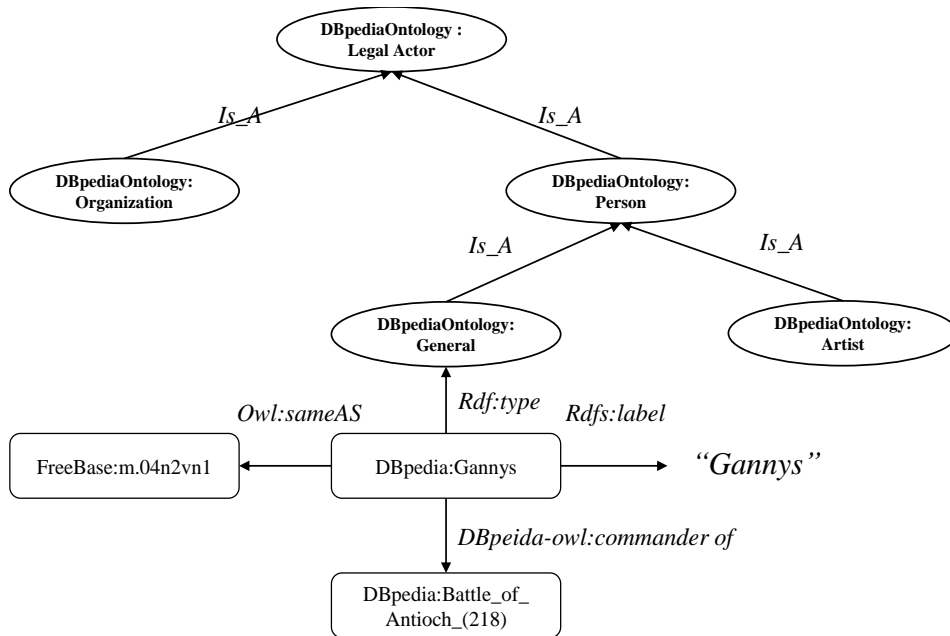 DBpediaOntology :
Legal Actor
Is_A
Is_A
DBpediaOntology:
Organization
DBpediaOntology:
Person
Is_A
Is_A
DBpediaOntology:
General
DBpediaOntology:
Artist
Owl:sameAS
Rdf:type
Rdfs:label
FreeBase:m.04n2vn1
DBpedia:Gannys
“Gannys”
DBpeida-owl:commander of
DBpedia:Battle_of_
Antioch_(218)